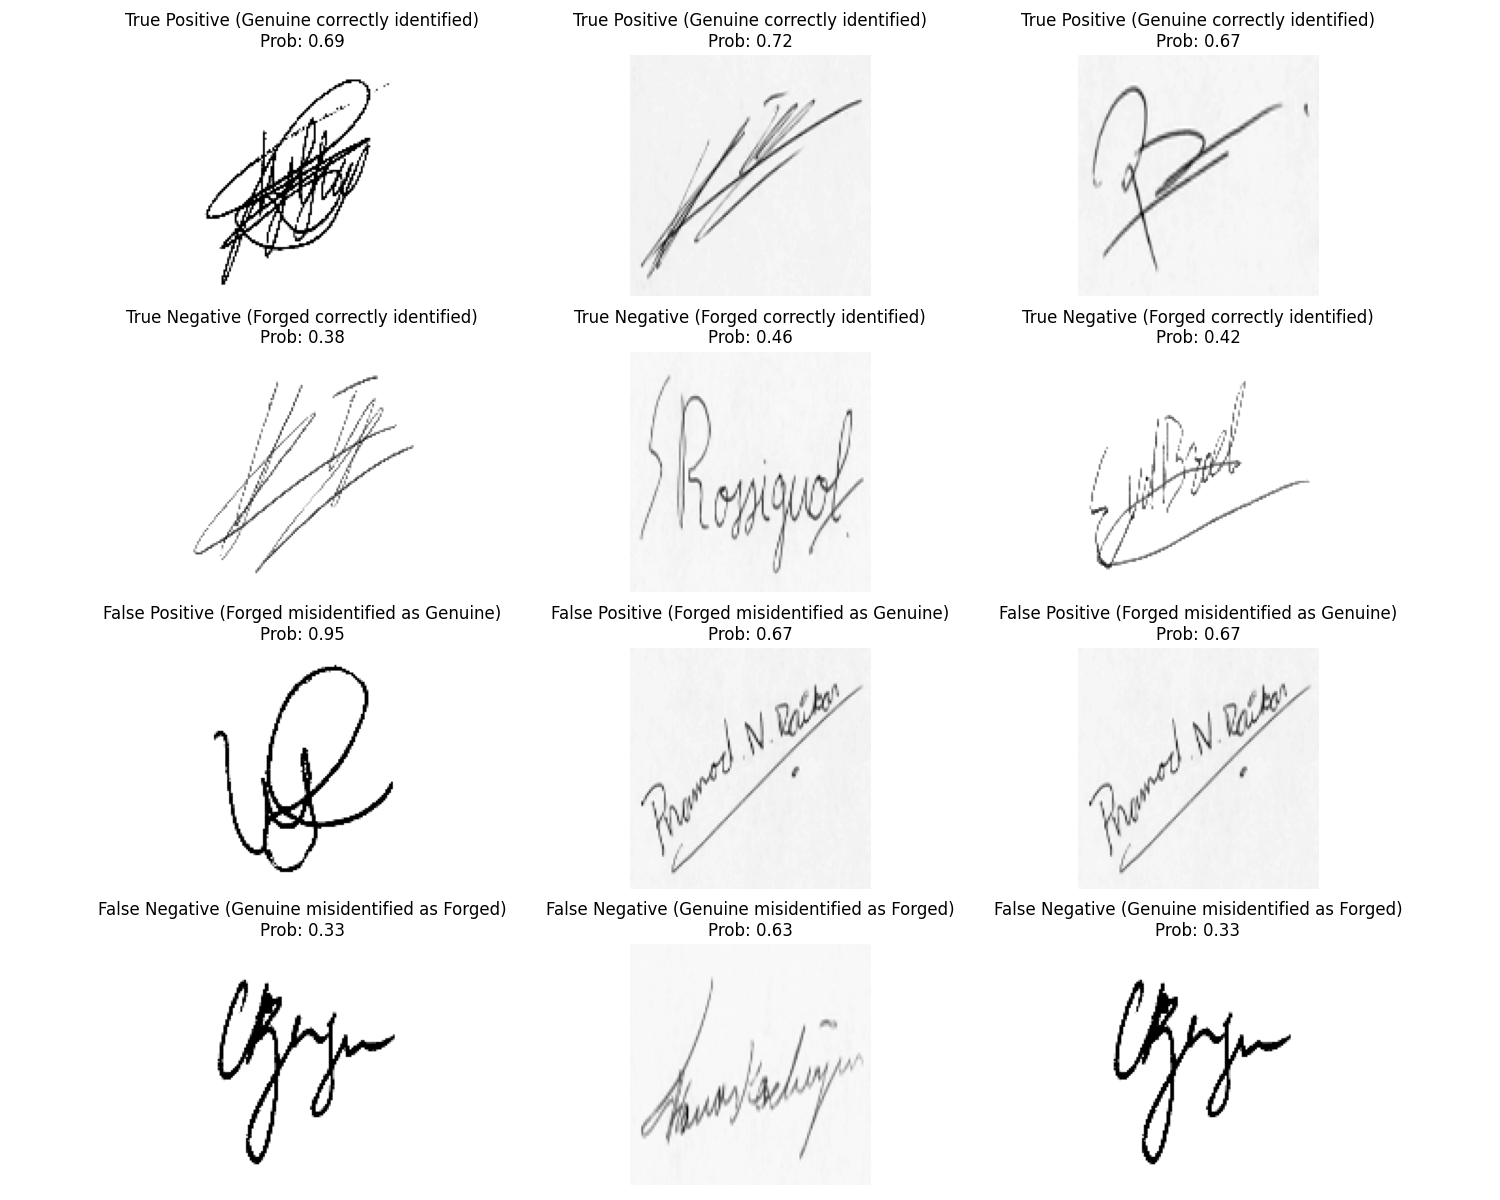 True Positive (Genuine correctly identified)
Prob: 0.69
True Positive (Genuine correctly identified)
Prob: 0.72
True Positive (Genuine correctly identified)
Prob: 0.67
True Negative (Forged correctly identified)
Prob: 0.38
True Negative (Forged correctly identified)
Prob: 0.46
Rossignol
True Negative (Forged correctly identified)
Prob: 0.42
False Positive (Forged misidentified as Genuine)
Prob: 0.95
False Positive (Forged misidentified as Genuine)
Prob: 0.67
Pramod. N. Raikar
False Positive (Forged misidentified as Genuine)
Prob: 0.67
Pramod. N. Raikar
False Negative (Genuine misidentified as Forged)
Prob: 0.33
False Negative (Genuine misidentified as Forged)
Prob: 0.63
False Negative (Genuine misidentified as Forged)
Prob: 0.33